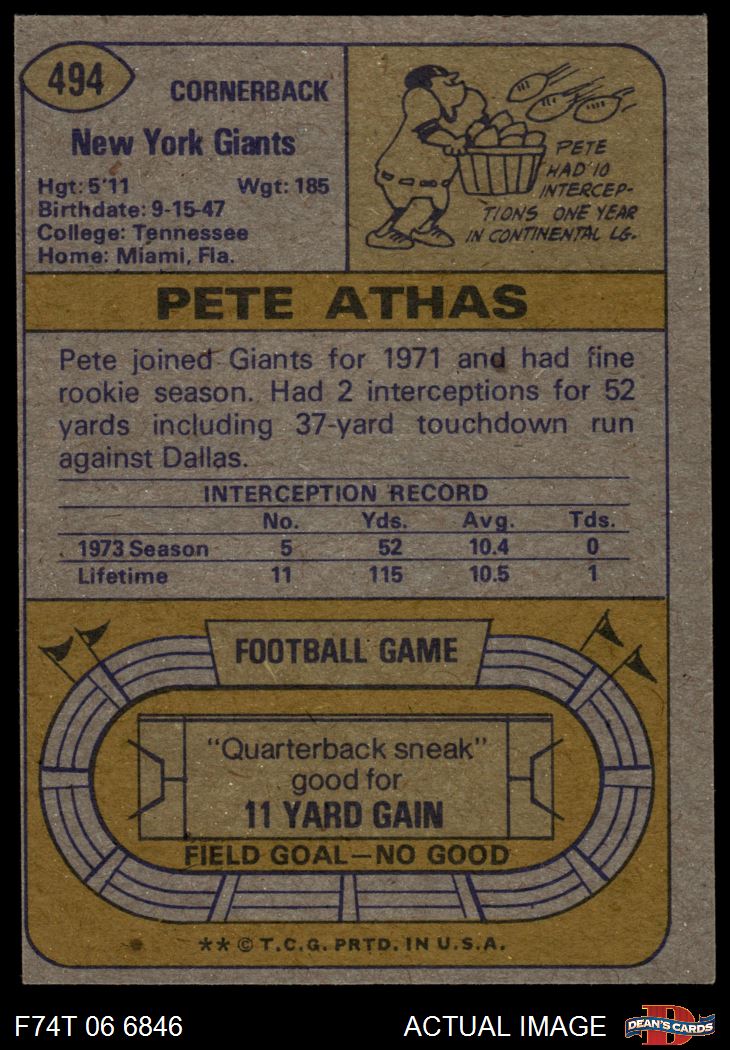 494
CORNERBACK
New York Giants
Hgt: 5'11 Wgt: 185
Birthdate: 9-15-47
College: Tennessee
Home: Miami, Fla.
PETE
HAD 10
INTERCEP-
TIONS ONE YEAR
IN CONTINENTAL LG.
PETE ATHAS
Pete joined Giants for 1971 and had fine
rookie season. Had 2 interceptions for 52
yards including 37-yard touchdown run
against Dallas.
INTERCEPTION RECORD
No. Yds. Avg. Tds.
1973 Season 5 52 10.4 0
Lifetime 11 115 10.5 1
FOOTBALL GAME
"Quarterback sneak"
good for
11 YARD GAIN
FIELD GOAL—NO GOOD
** © T.C.G. PRTD. IN U.S.A.
F74T 06 6846 ACTUAL IMAGE
D
DEAN'S CARDS